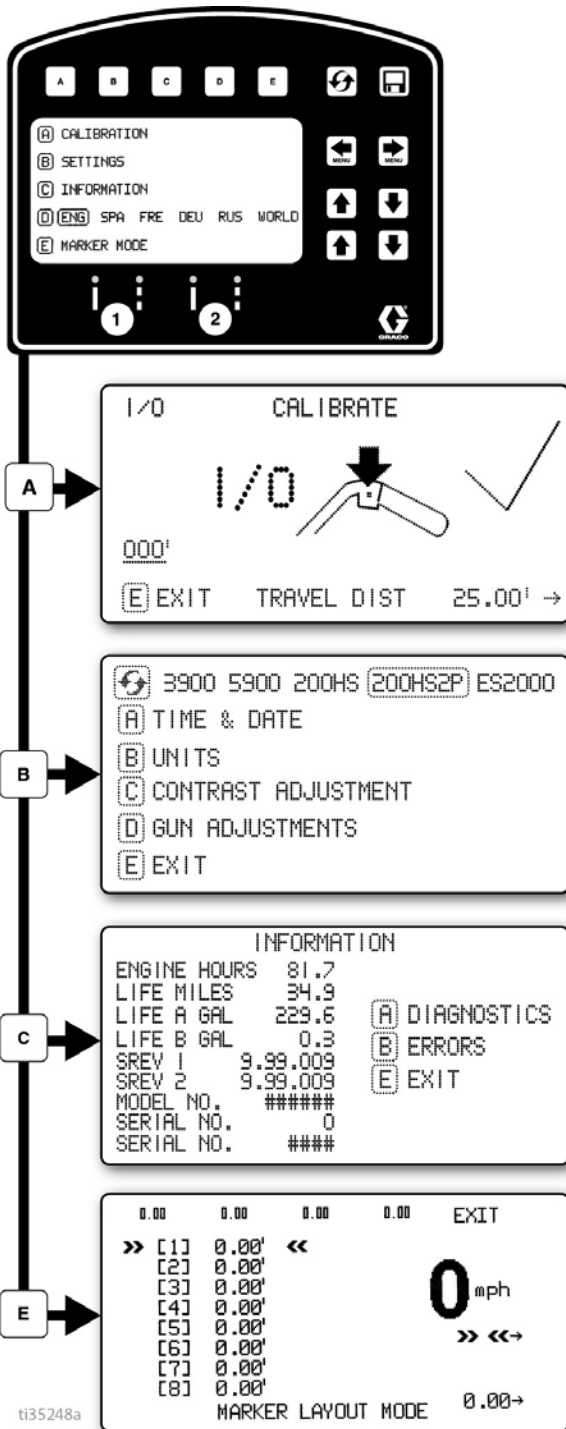 A B C D E
A CALIBRATION
B SETTINGS
MENU MENU
C INFORMATION
D ENG SPA FRE DEU RUS WORLD
E MARKER MODE
1 2
GRACO
A
I/O CALIBRATE
I/O
000'
E EXIT TRAVEL DIST 25.00' →
B
3900 5900 200HS 200HS2P ES2000
A TIME & DATE
B UNITS
C CONTRAST ADJUSTMENT
D GUN ADJUSTMENTS
E EXIT
C
INFORMATION
ENGINE HOURS 81.7
LIFE MILES 34.9
LIFE A GAL 229.6
LIFE B GAL 0.3
SREV 1 9.99.009
SREV 2 9.99.009
MODEL NO. ######
SERIAL NO. 0
SERIAL NO. ####
A DIAGNOSTICS
B ERRORS
E EXIT
E
0.00 0.00 0.00 0.00 EXIT
>> [1] 0.00' <<
[2] 0.00'
[3] 0.00'
[4] 0.00'
[5] 0.00'
[6] 0.00'
[7] 0.00'
[8] 0.00'
0 mph
>> <<→
MARKER LAYOUT MODE 0.00→
ti35248a